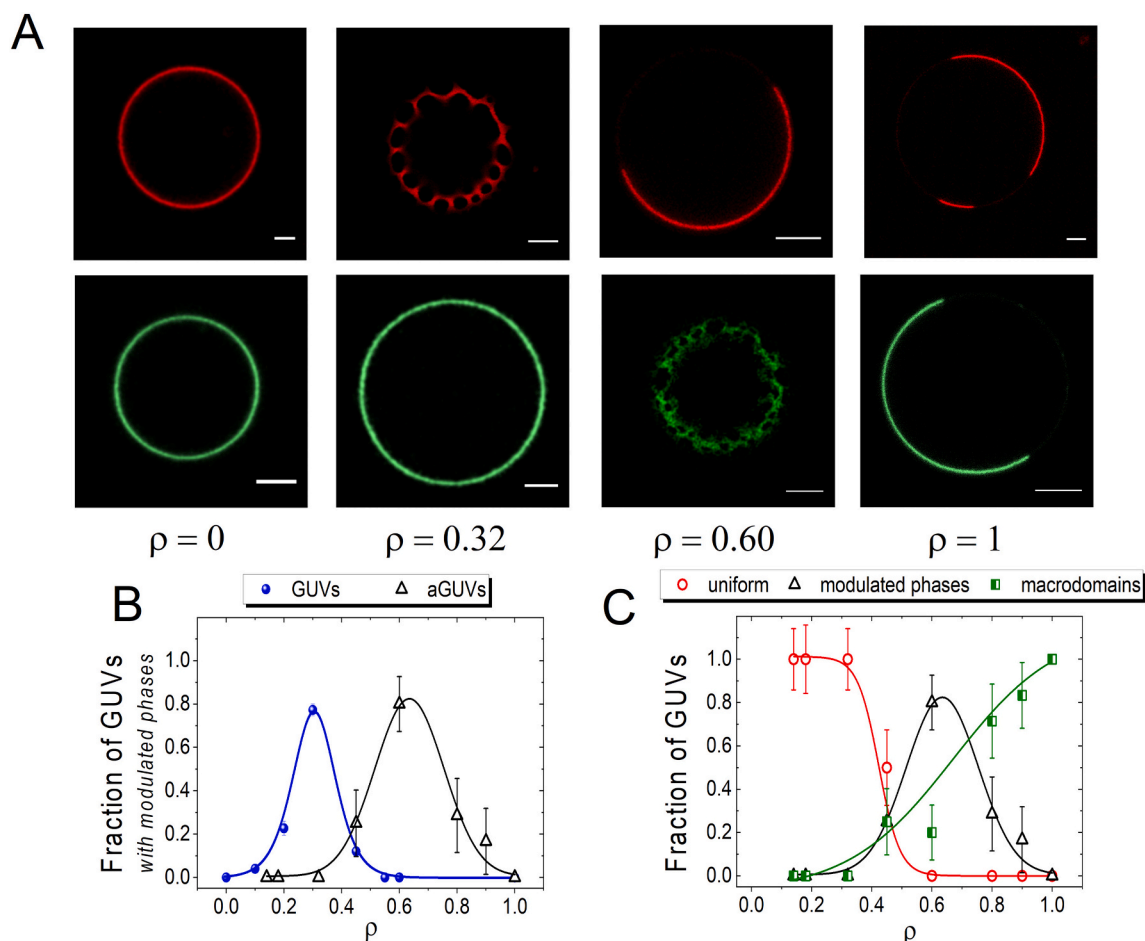 A
ρ = 0
ρ = 0.32
ρ = 0.60
ρ = 1
B
GUVs
aGUVs
Fraction of GUVs
with modulated phases
1.0
0.8
0.6
0.4
0.2
0.0
0.0 0.2 0.4 0.6 0.8 1.0
ρ
C
uniform
modulated phases
macrodomains
Fraction of GUVs
1.0
0.8
0.6
0.4
0.2
0.0
0.0 0.2 0.4 0.6 0.8 1.0
ρ